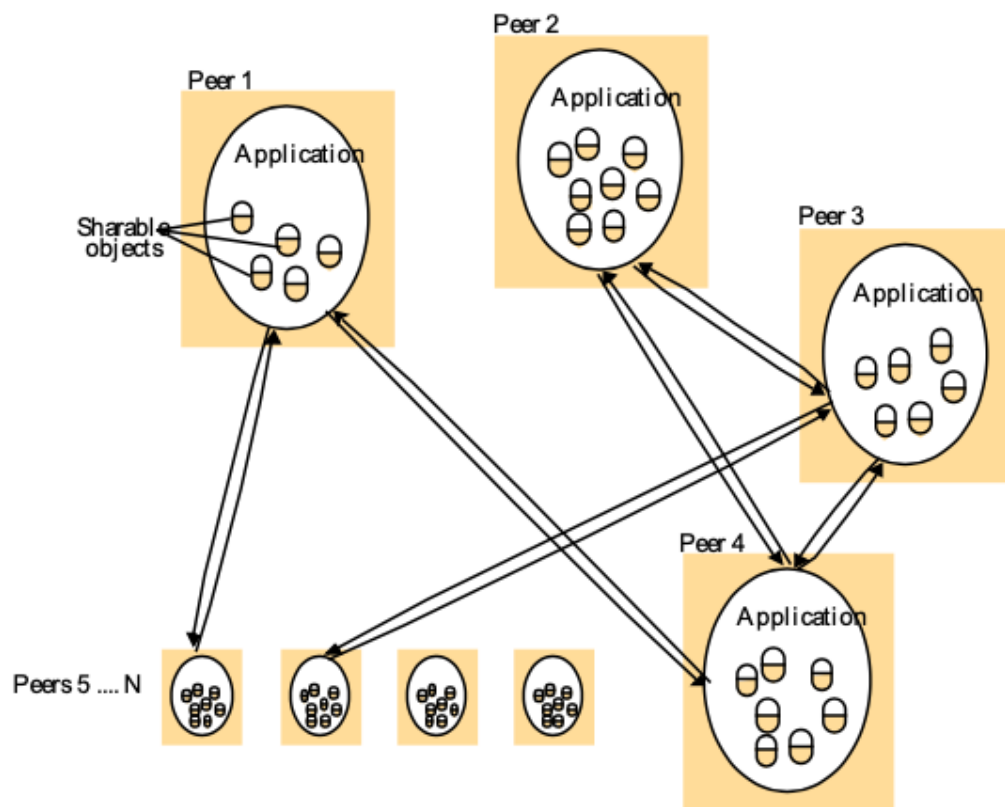 Peer 2
Application
Peer 1
Application
Sharable
objects
Peer 3
Application
Peer 4
Application
Peers 5 .... N